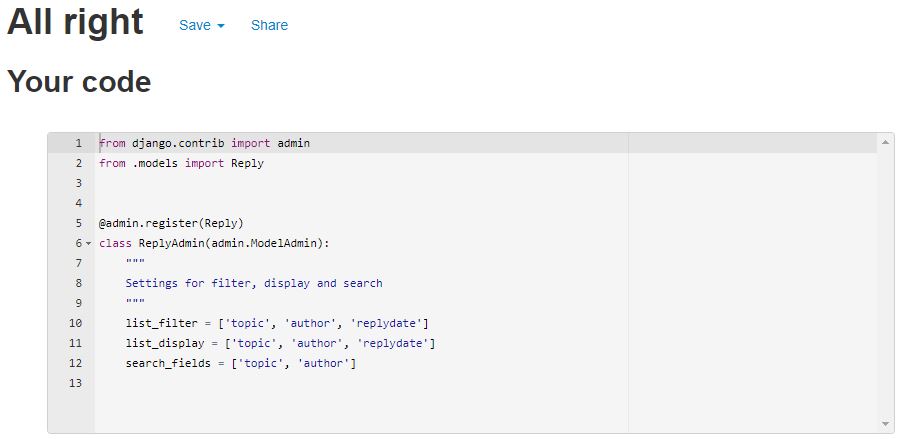 All right Save Share
Your code
1 from django.contrib import admin
2 from .models import Reply
3
4
5 @admin.register(Reply)
6 class ReplyAdmin(admin.ModelAdmin):
7     """
8     Settings for filter, display and search
9     """
10     list_filter = ['topic', 'author', 'replydate']
11     list_display = ['topic', 'author', 'replydate']
12     search_fields = ['topic', 'author']
13